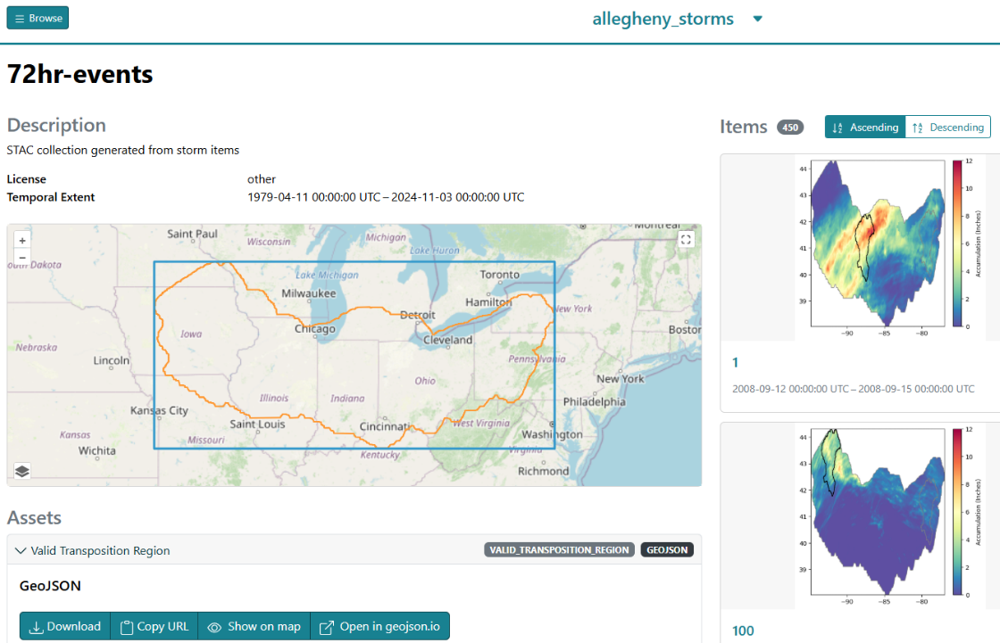 Browse
allegheny_storms
72hr-events
Description
STAC collection generated from storm items
License other
Temporal Extent 1979-04-11 00:00:00 UTC – 2024-11-03 00:00:00 UTC
+
−
Saint Paul
Wisconsin
Michigan
Montreal
Lake Huron
Lake Michigan
Toronto
Milwaukee
Hamilton
New York
Detroit
Chicago
Boston
Iowa
Cleveland
Nebraska
Lincoln
Pennsylvania
Ohio
New York
Illinois
Indiana
Philadelphia
Kansas City
Saint Louis
Cincinnati
West Virginia
Washington
Kansas
Missouri
Wichita
Kentucky
Virginia
Richmond
Assets
Valid Transposition Region VALID_TRANSPOSITION_REGION GEOJSON
GeoJSON
Download Copy URL Show on map Open in geojson.io
Items 450 Ascending Descending
44
43
42
41
40
39
−90 −85 −80
12
10
8
6
4
2
0
Accumulation (Inches)
1
2008-09-12 00:00:00 UTC – 2008-09-15 00:00:00 UTC
44
43
42
41
40
39
−90 −85 −80
12
10
8
6
4
2
0
Accumulation (Inches)
100